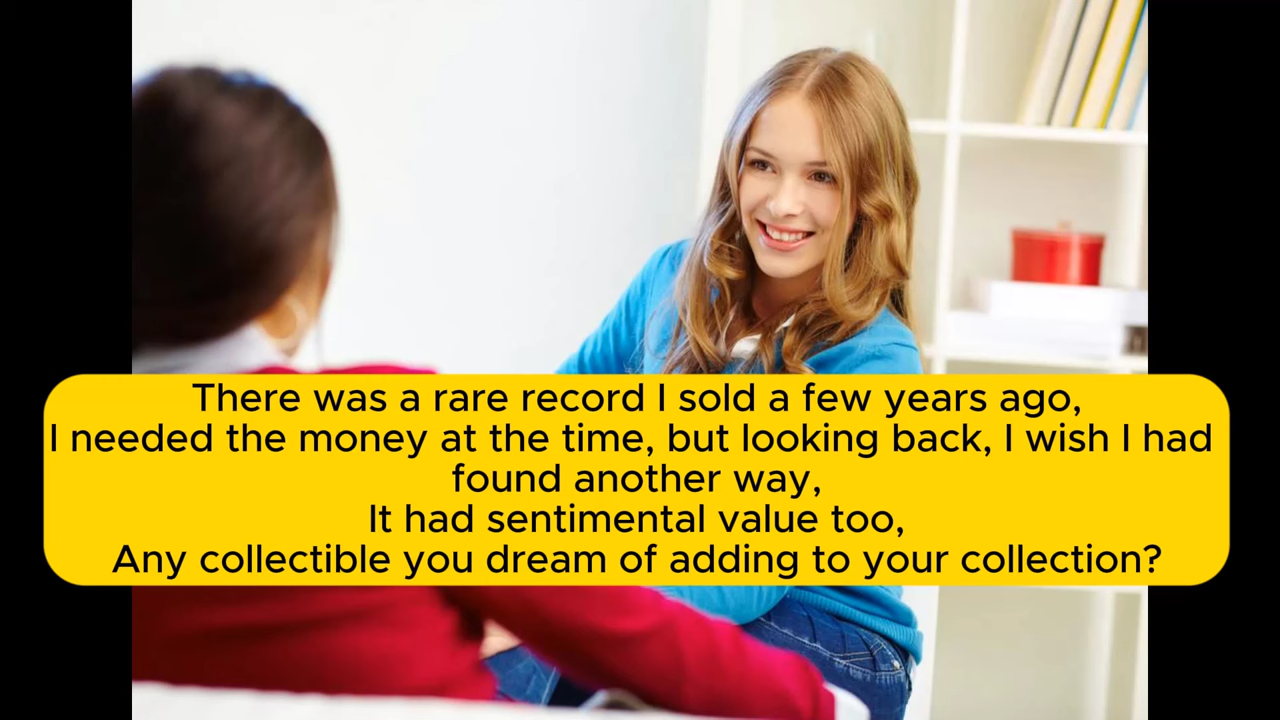 There was a rare record I sold a few years ago,
I needed the money at the time, but looking back, I wish I had
found another way,
It had sentimental value too,
Any collectible you dream of adding to your collection?